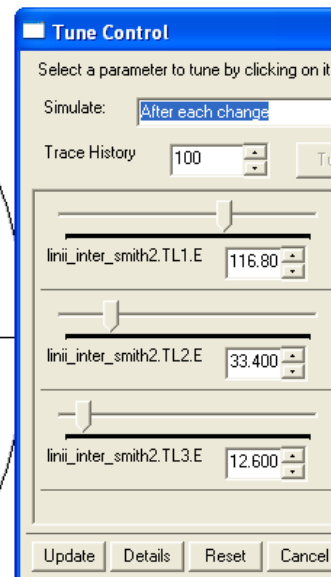 Tune Control
Select a parameter to tune by clicking on it
Simulate: After each change
Trace History 100
linii_inter_smith2.TL1.E 116.80
linii_inter_smith2.TL2.E 33.400
linii_inter_smith2.TL3.E 12.600
Update Details Reset Cancel